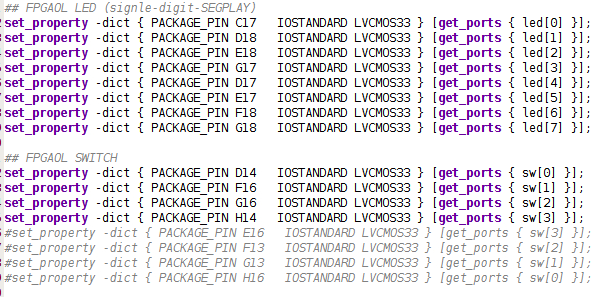 ## FPGAOL LED (signle-digit-SEGPLAY)
set_property -dict { PACKAGE_PIN C17   IOSTANDARD LVCMOS33 } [get_ports { led[0] }];
set_property -dict { PACKAGE_PIN D18   IOSTANDARD LVCMOS33 } [get_ports { led[1] }];
set_property -dict { PACKAGE_PIN E18   IOSTANDARD LVCMOS33 } [get_ports { led[2] }];
set_property -dict { PACKAGE_PIN G17   IOSTANDARD LVCMOS33 } [get_ports { led[3] }];
set_property -dict { PACKAGE_PIN D17   IOSTANDARD LVCMOS33 } [get_ports { led[4] }];
set_property -dict { PACKAGE_PIN E17   IOSTANDARD LVCMOS33 } [get_ports { led[5] }];
set_property -dict { PACKAGE_PIN F18   IOSTANDARD LVCMOS33 } [get_ports { led[6] }];
set_property -dict { PACKAGE_PIN G18   IOSTANDARD LVCMOS33 } [get_ports { led[7] }];
## FPGAOL SWITCH
set_property -dict { PACKAGE_PIN D14   IOSTANDARD LVCMOS33 } [get_ports { sw[0] }];
set_property -dict { PACKAGE_PIN F16   IOSTANDARD LVCMOS33 } [get_ports { sw[1] }];
set_property -dict { PACKAGE_PIN G16   IOSTANDARD LVCMOS33 } [get_ports { sw[2] }];
set_property -dict { PACKAGE_PIN H14   IOSTANDARD LVCMOS33 } [get_ports { sw[3] }];
#set_property -dict { PACKAGE_PIN E16   IOSTANDARD LVCMOS33 } [get_ports { sw[3] }];
#set_property -dict { PACKAGE_PIN F13   IOSTANDARD LVCMOS33 } [get_ports { sw[2] }];
#set_property -dict { PACKAGE_PIN G13   IOSTANDARD LVCMOS33 } [get_ports { sw[1] }];
#set_property -dict { PACKAGE_PIN H16   IOSTANDARD LVCMOS33 } [get_ports { sw[0] }];